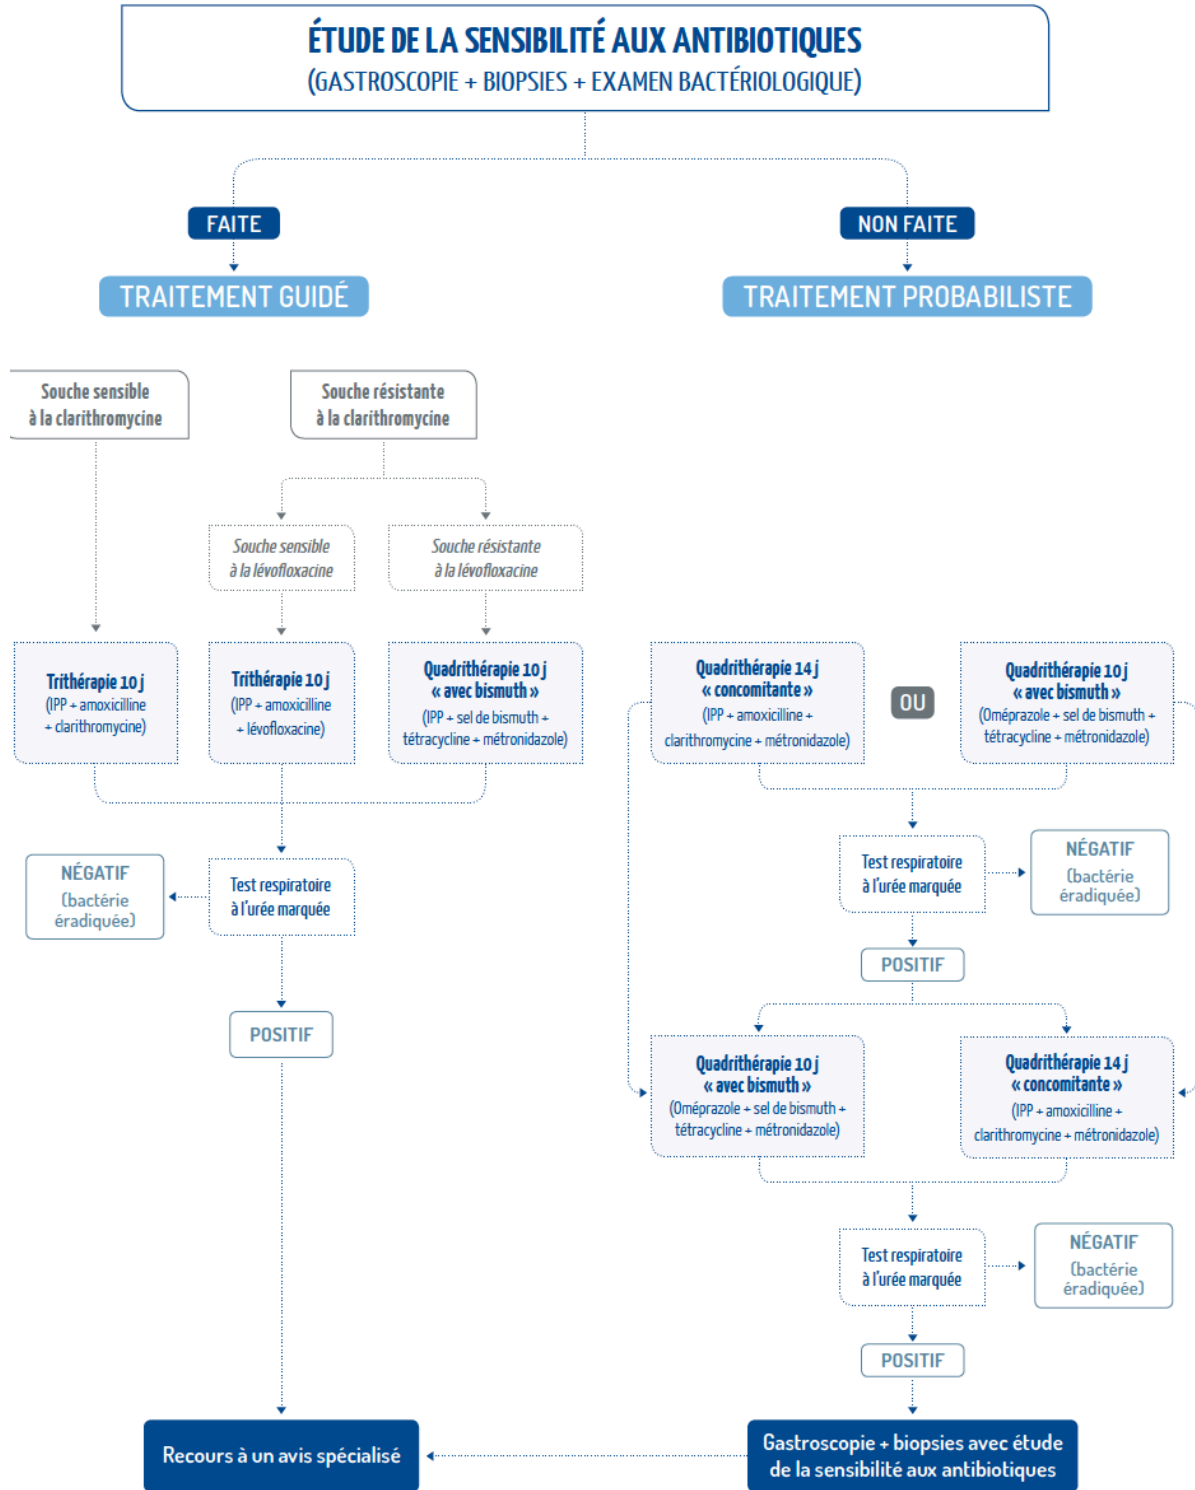 ÉTUDE DE LA SENSIBILITÉ AUX ANTIBIOTIQUES
(GASTROSCOPIE + BIOPSIES + EXAMEN BACTÉRIOLOGIQUE)
FAITE
NON FAITE
TRAITEMENT GUIDÉ
TRAITEMENT PROBABILISTE
Souche sensible
à la clarithromycine
Souche résistante
à la clarithromycine
Souche sensible
à la lévofloxacine
Souche résistante
à la lévofloxacine
Trithérapie 10 j
(IPP + amoxicilline
+ clarithromycine)
Trithérapie 10 j
(IPP + amoxicilline
+ lévofloxacine)
Quadrithérapie 10 j
« avec bismuth »
(IPP + sel de bismuth +
tétracycline + métronidazole)
Quadrithérapie 14 j
« concomitante »
(IPP + amoxicilline +
clarithromycine + métronidazole)
OU
Quadrithérapie 10 j
« avec bismuth »
(Oméprazole + sel de bismuth +
tétracycline + métronidazole)
NÉGATIF
(bactérie
éradiquée)
Test respiratoire
à l'urée marquée
Test respiratoire
à l'urée marquée
NÉGATIF
(bactérie
éradiquée)
POSITIF
POSITIF
Quadrithérapie 10 j
« avec bismuth »
(Oméprazole + sel de bismuth +
tétracycline + métronidazole)
Quadrithérapie 14 j
« concomitante »
(IPP + amoxicilline +
clarithromycine + métronidazole)
Test respiratoire
à l'urée marquée
NÉGATIF
(bactérie
éradiquée)
POSITIF
Recours à un avis spécialisé
Gastroscopie + biopsies avec étude
de la sensibilité aux antibiotiques